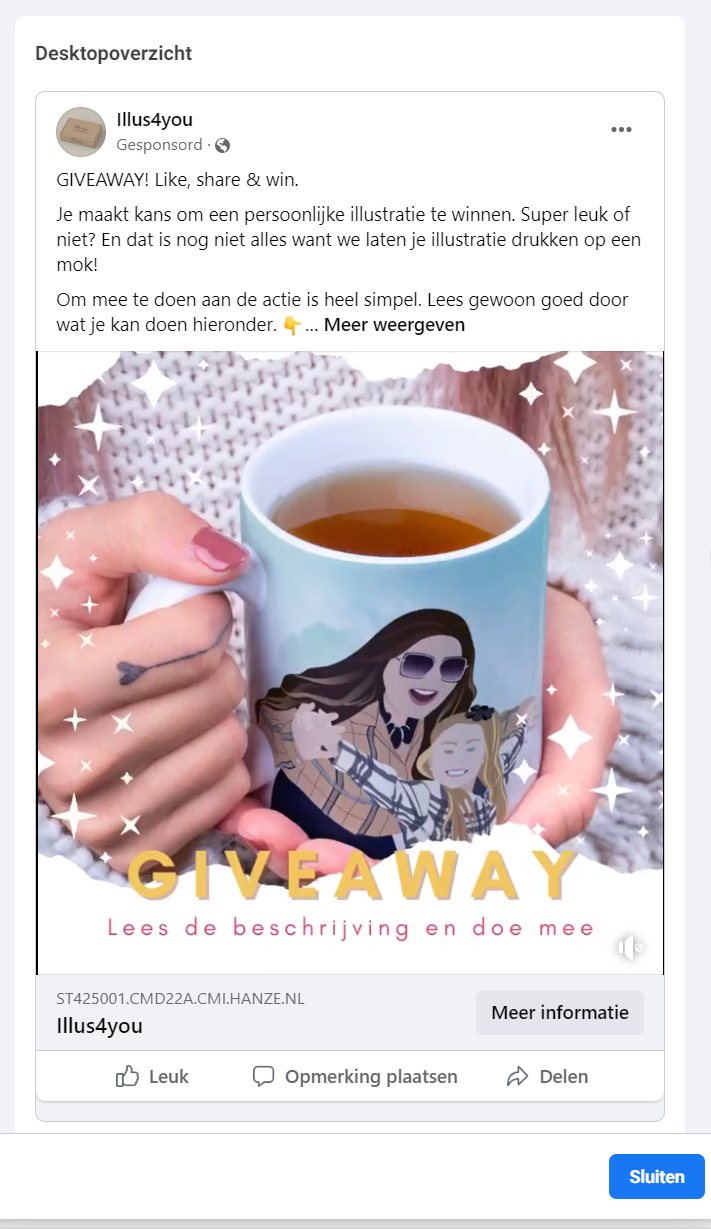 Desktopoverzicht
Illus4you
Gesponsord ·
GIVEAWAY! Like, share & win.
Je maakt kans om een persoonlijke illustratie te winnen. Super leuk of
niet? En dat is nog niet alles want we laten je illustratie drukken op een
mok!
Om mee te doen aan de actie is heel simpel. Lees gewoon goed door
wat je kan doen hieronder. 👇 ... Meer weergeven
GIVEAWAY
Lees de beschrijving en doe mee
ST425001.CMD22A.CMI.HANZE.NL
Illus4you
Meer informatie
Leuk Opmerking plaatsen Delen
Sluiten